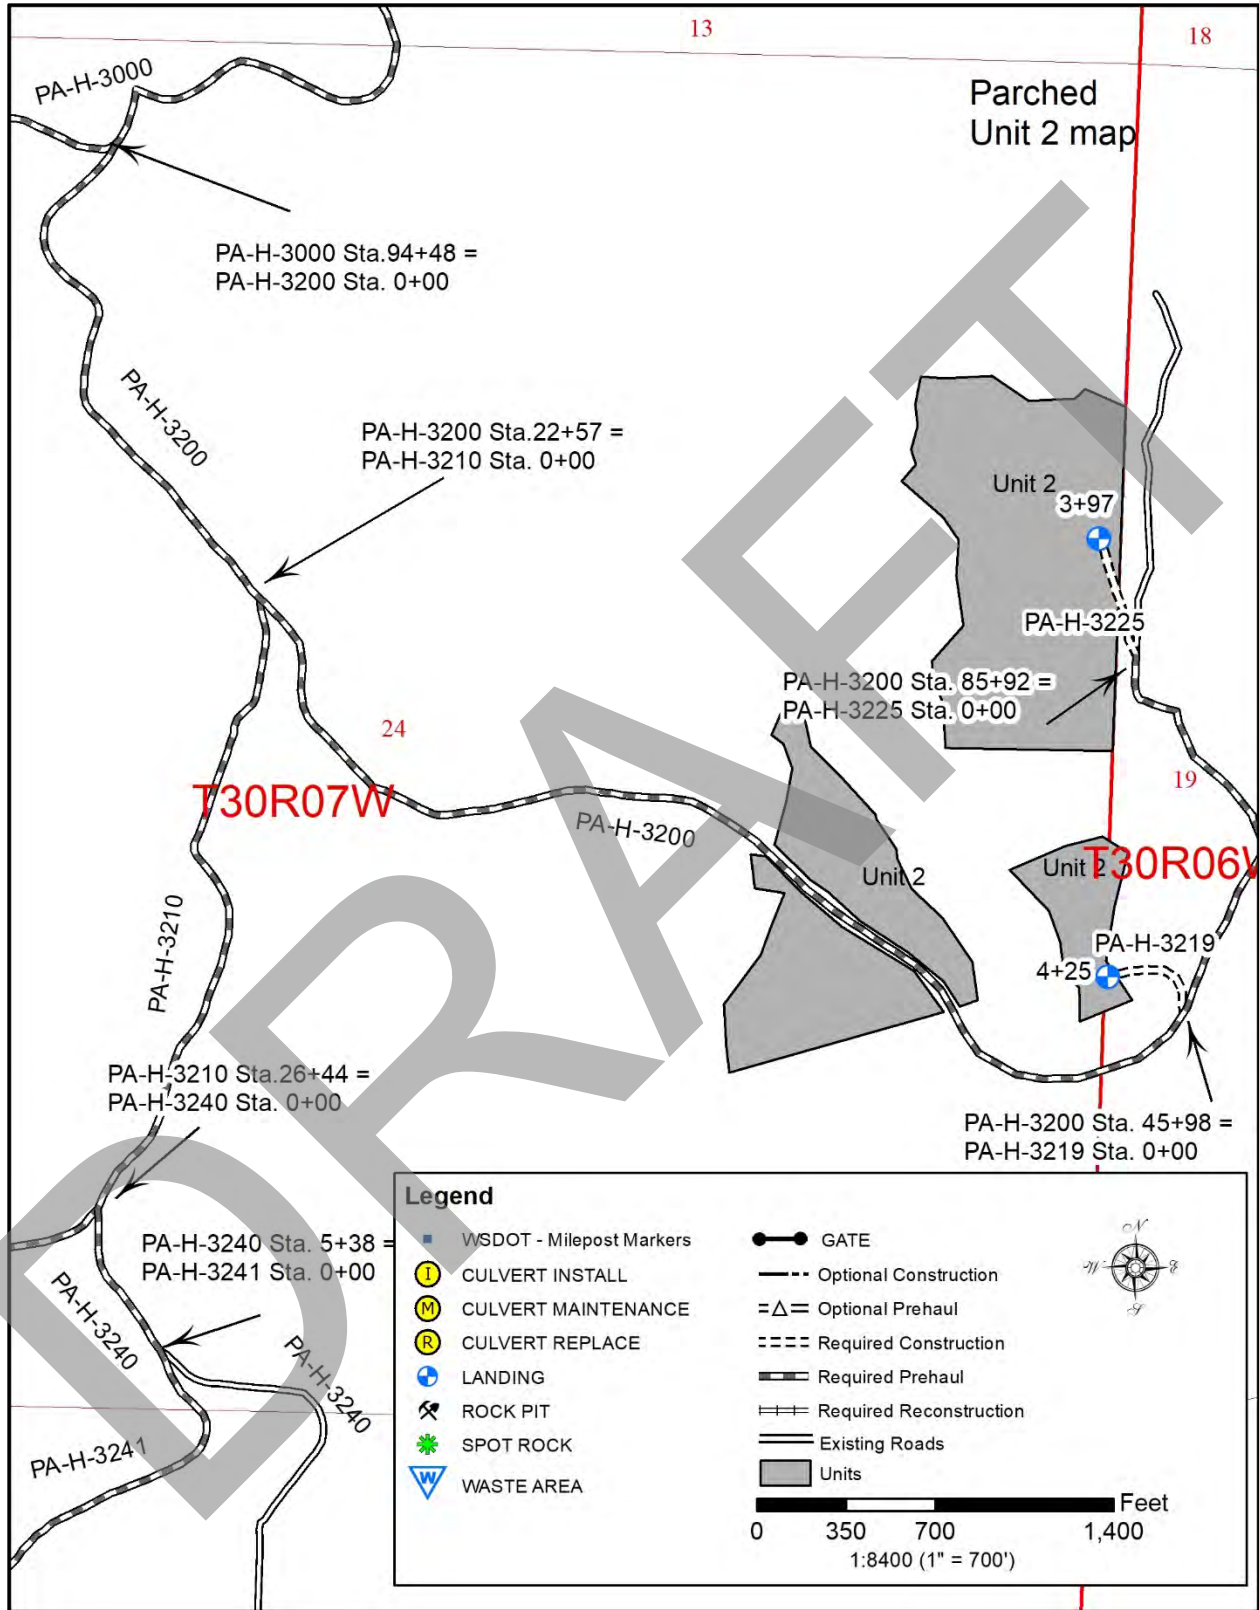 13
18
PA-H-3000
Parched
Unit 2 map
PA-H-3000 Sta.94+48 =
PA-H-3200 Sta. 0+00
PA-H-3200
PA-H-3200 Sta.22+57 =
PA-H-3210 Sta. 0+00
Unit 2
3+97
PA-H-3225
PA-H-3200 Sta. 85+92 =
PA-H-3225 Sta. 0+00
24
19
T30R07W
PA-H-3200
Unit 2
Unit 2
T30R06W
PA-H-3210
PA-H-3219
4+25
PA-H-3210 Sta.26+44 =
PA-H-3240 Sta. 0+00
PA-H-3200 Sta. 45+98 =
PA-H-3219 Sta. 0+00
PA-H-3240 Sta. 5+38 =
PA-H-3241 Sta. 0+00
PA-H-3240
PA-H-3240
PA-H-3241
DRAFT
Legend
WSDOT - Milepost Markers
I CULVERT INSTALL
M CULVERT MAINTENANCE
R CULVERT REPLACE
LANDING
ROCK PIT
SPOT ROCK
W WASTE AREA
GATE
Optional Construction
Optional Prehaul
Required Construction
Required Prehaul
Required Reconstruction
Existing Roads
Units
N
W E
S
Feet
0 350 700 1,400
1:8400 (1" = 700')